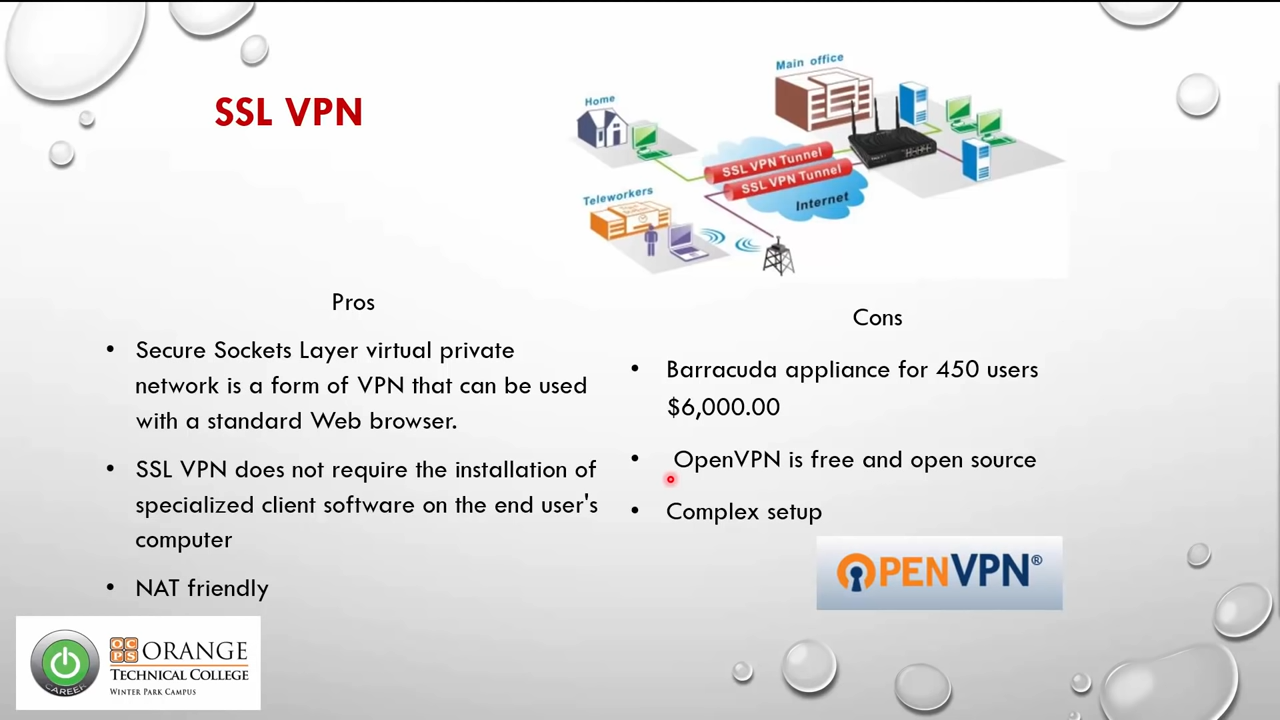 SSL VPN
Main office
Home
SSL VPN Tunnel
SSL VPN Tunnel
Internet
Teleworkers
Pros
• Secure Sockets Layer virtual private
network is a form of VPN that can be used
with a standard Web browser.
• SSL VPN does not require the installation of
specialized client software on the end user's
computer
• NAT friendly
Cons
• Barracuda appliance for 450 users
$6,000.00
• OpenVPN is free and open source
• Complex setup
OPENVPN®
CAREER
OCPS
ORANGE
TECHNICAL COLLEGE
WINTER PARK CAMPUS